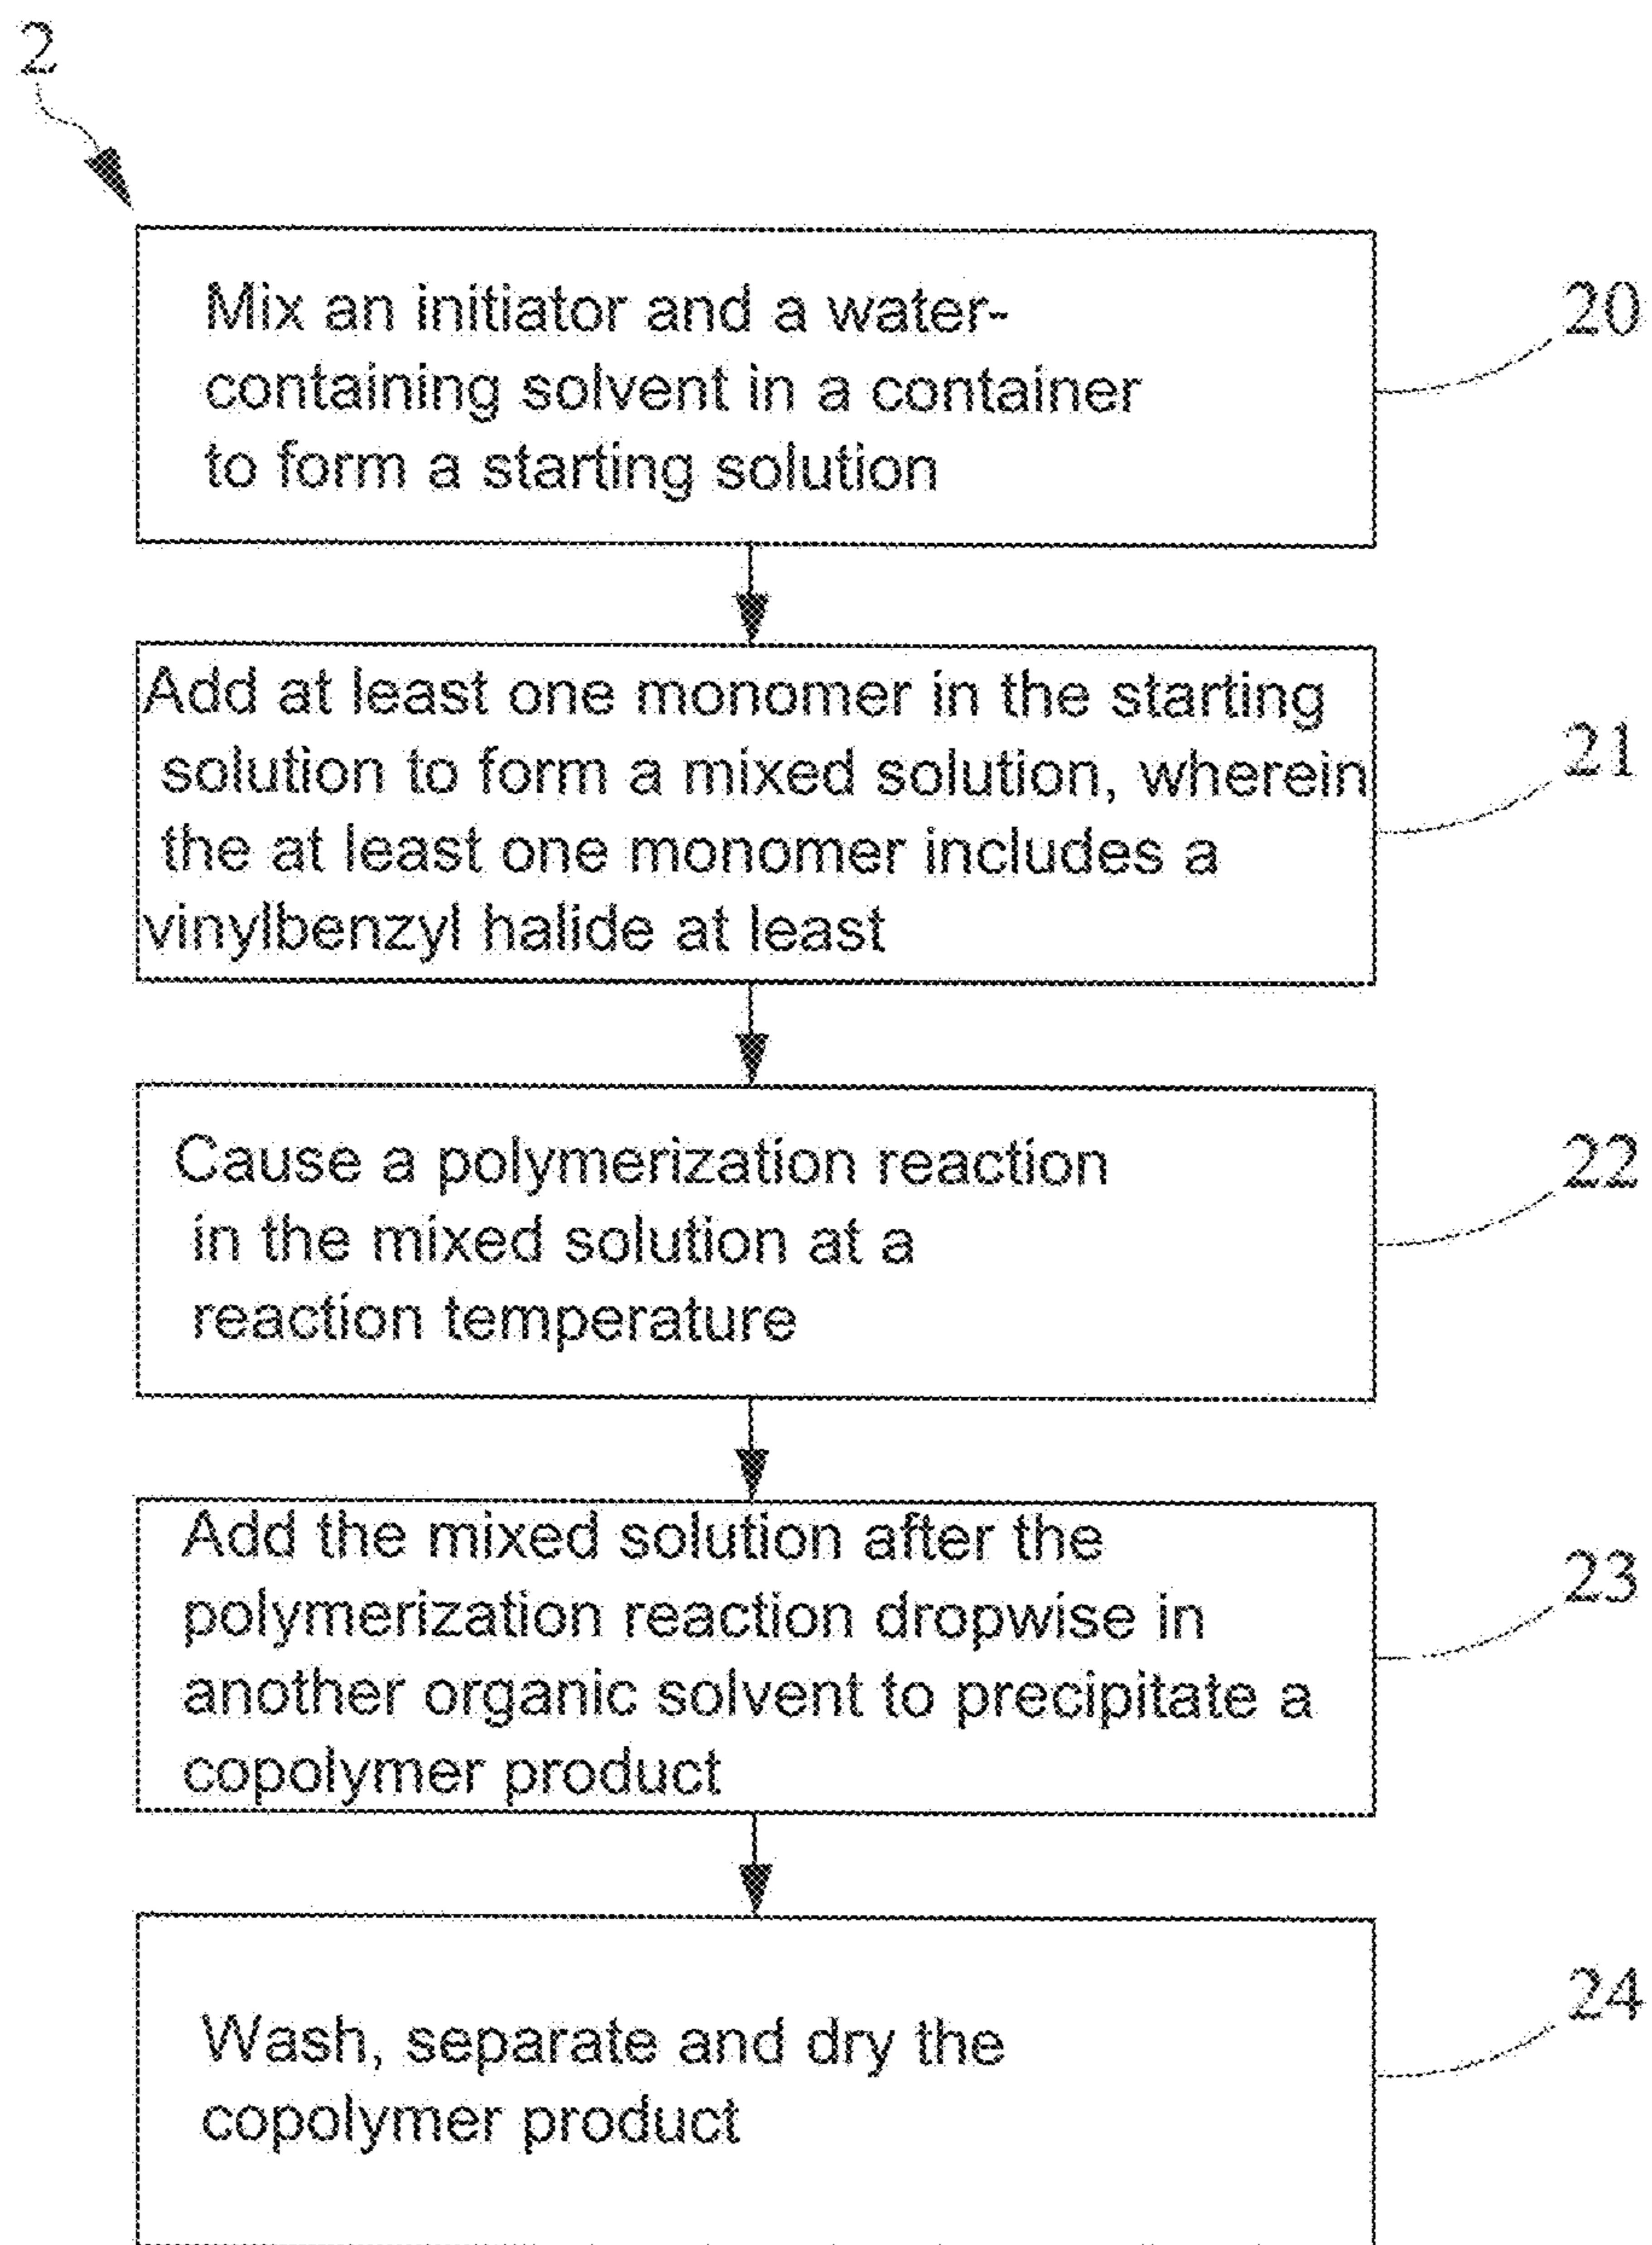 2
Mix an initiator and a water-
containing solvent in a container
to form a starting solution
20
Add at least one monomer in the starting
solution to form a mixed solution, wherein
the at least one monomer includes a
vinylbenzyl halide at least
21
Cause a polymerization reaction
in the mixed solution at a
reaction temperature
22
Add the mixed solution after the
polymerization reaction dropwise in
another organic solvent to precipitate a
copolymer product
23
Wash, separate and dry the
copolymer product
24